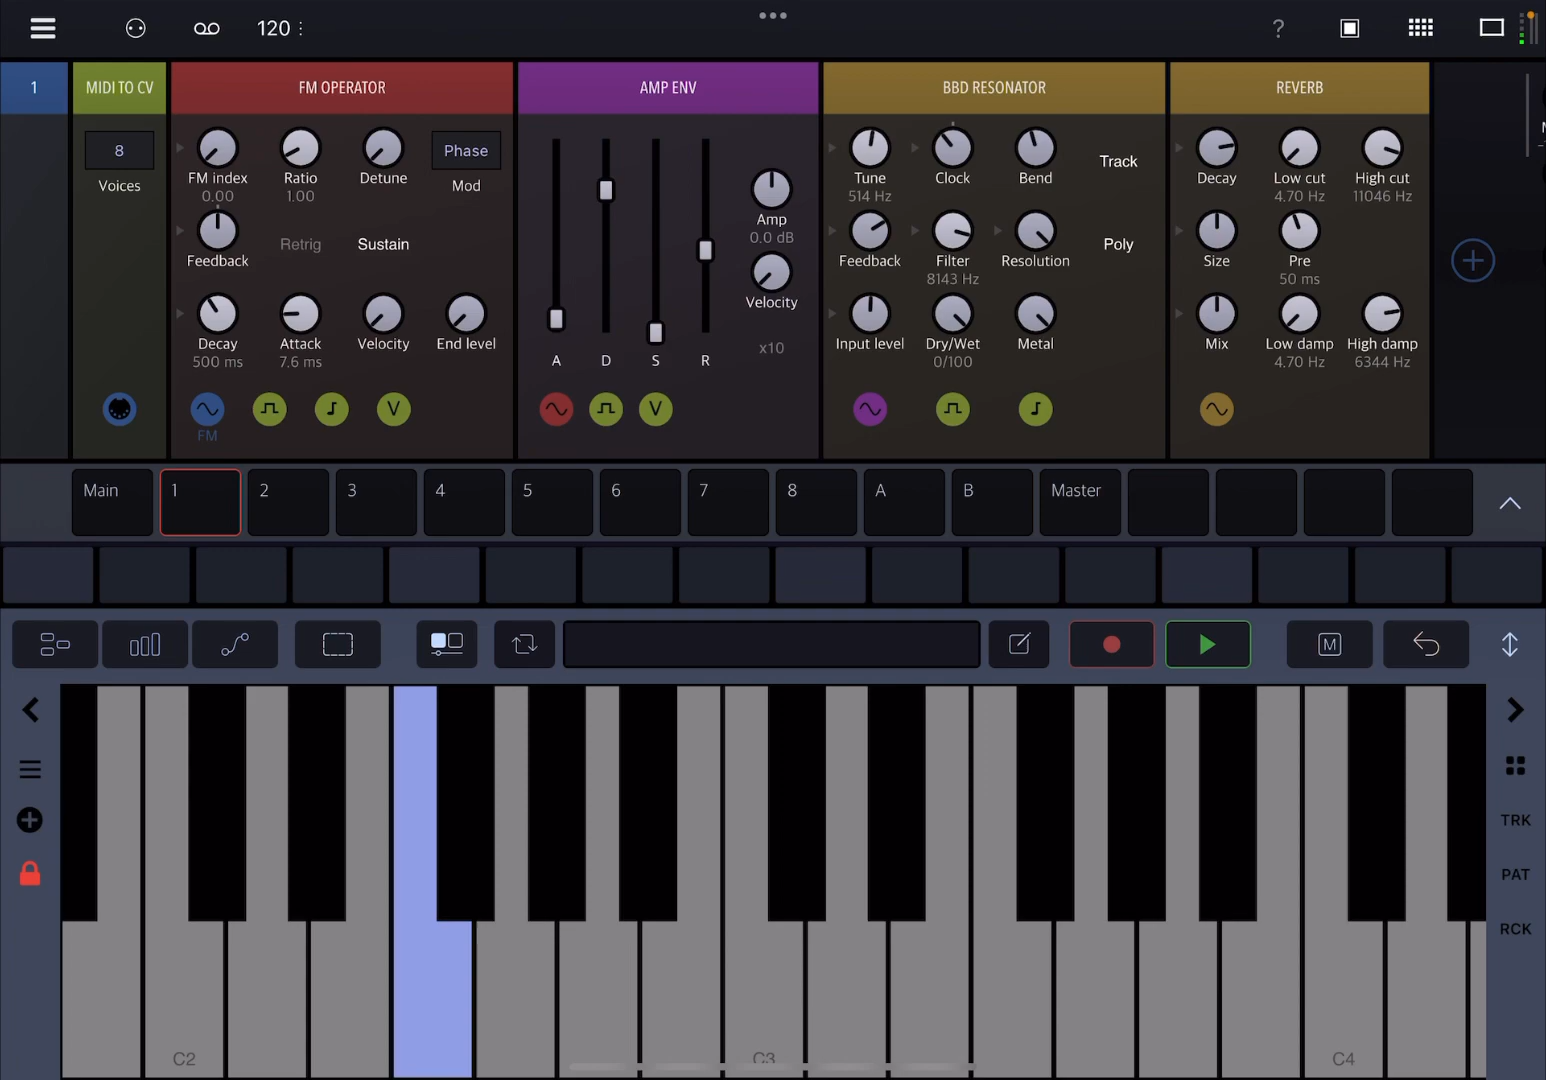 120
?
1
MIDI TO CV
FM OPERATOR
AMP ENV
BBD RESONATOR
REVERB
8
Voices
FM index
0.00
Ratio
1.00
Detune
Phase
Mod
Feedback
Retrig
Sustain
Decay
500 ms
Attack
7.6 ms
Velocity
End level
V
FM
A
D
S
R
Amp
0.0 dB
Velocity
x10
V
Tune
514 Hz
Clock
Bend
Track
Feedback
Filter
8143 Hz
Resolution
Poly
Input level
Dry/Wet
0/100
Metal
Decay
Low cut
4.70 Hz
High cut
11046 Hz
Size
Pre
50 ms
Mix
Low damp
4.70 Hz
High damp
6344 Hz
Main
1
2
3
4
5
6
7
8
A
B
Master
M
TRK
PAT
RCK
C2
C3
C4